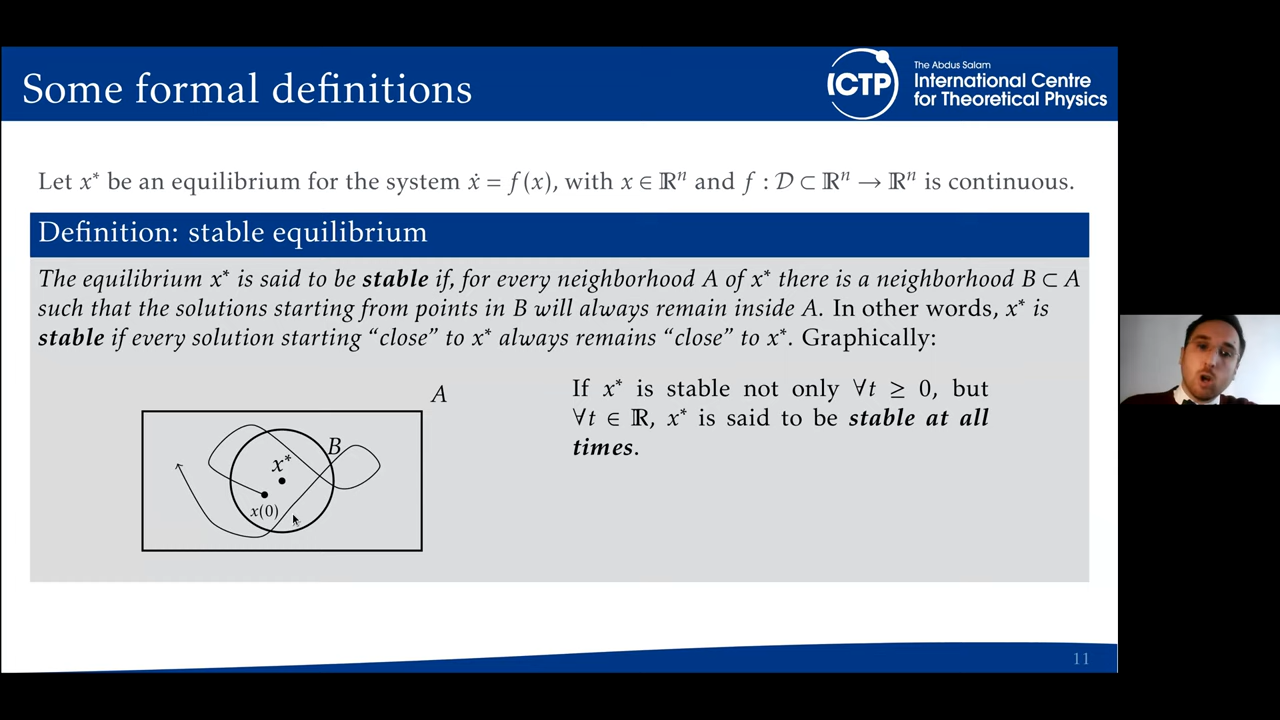 Some formal definitions
ICTP
The Abdus Salam
International Centre
for Theoretical Physics
Let x* be an equilibrium for the system ẋ = f(x), with x ∈ ℝⁿ and f : 𝒟 ⊂ ℝⁿ → ℝⁿ is continuous.
Definition: stable equilibrium
The equilibrium x* is said to be stable if, for every neighborhood A of x* there is a neighborhood B ⊂ A
such that the solutions starting from points in B will always remain inside A. In other words, x* is
stable if every solution starting “close” to x* always remains “close” to x*. Graphically:
A
B
x*
x(0)
If x* is stable not only ∀t ≥ 0, but
∀t ∈ ℝ, x* is said to be stable at all
times.
11